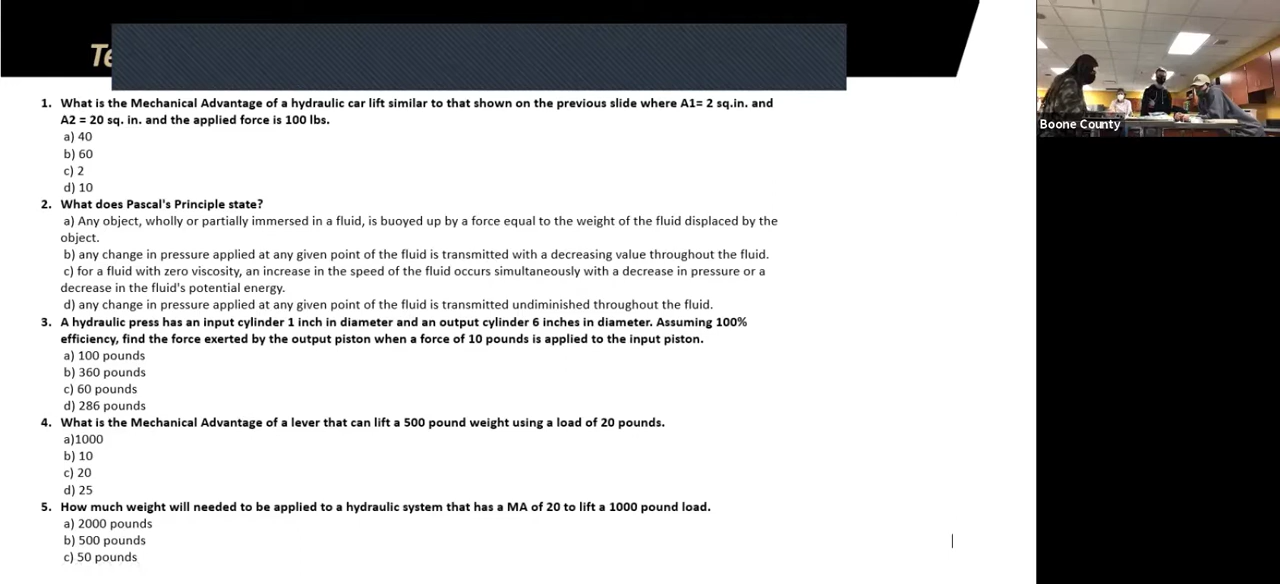 Te
1. What is the Mechanical Advantage of a hydraulic car lift similar to that shown on the previous slide where A1= 2 sq.in. and
A2 = 20 sq. in. and the applied force is 100 lbs.
a) 40
b) 60
c) 2
d) 10
2. What does Pascal's Principle state?
a) Any object, wholly or partially immersed in a fluid, is buoyed up by a force equal to the weight of the fluid displaced by the
object.
b) any change in pressure applied at any given point of the fluid is transmitted with a decreasing value throughout the fluid.
c) for a fluid with zero viscosity, an increase in the speed of the fluid occurs simultaneously with a decrease in pressure or a
decrease in the fluid's potential energy.
d) any change in pressure applied at any given point of the fluid is transmitted undiminished throughout the fluid.
3. A hydraulic press has an input cylinder 1 inch in diameter and an output cylinder 6 inches in diameter. Assuming 100%
efficiency, find the force exerted by the output piston when a force of 10 pounds is applied to the input piston.
a) 100 pounds
b) 360 pounds
c) 60 pounds
d) 286 pounds
4. What is the Mechanical Advantage of a lever that can lift a 500 pound weight using a load of 20 pounds.
a)1000
b) 10
c) 20
d) 25
5. How much weight will needed to be applied to a hydraulic system that has a MA of 20 to lift a 1000 pound load.
a) 2000 pounds
b) 500 pounds
c) 50 pounds
Boone County